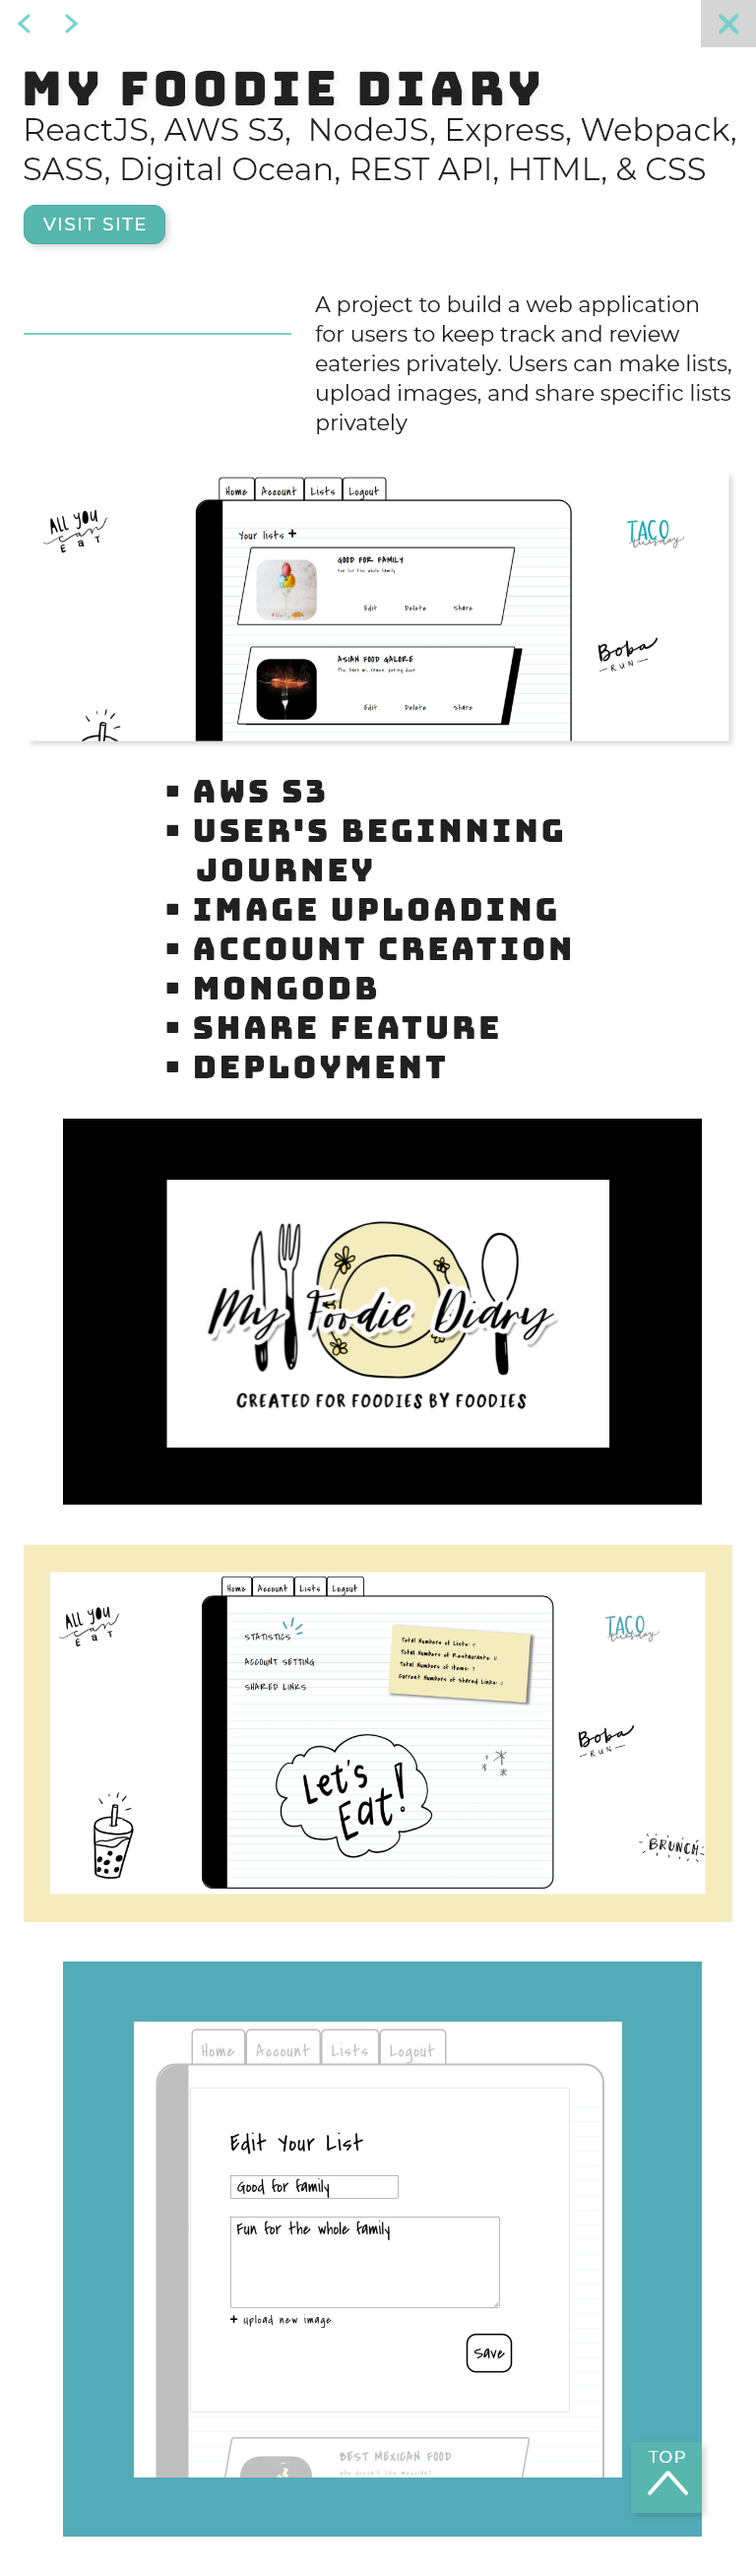 MY FOODIE DIARY
ReactJS, AWS S3, NodeJS, Express, Webpack,
SASS, Digital Ocean, REST API, HTML, & CSS
VISIT SITE
A project to build a web application
for users to keep track and review
eateries privately. Users can make lists,
upload images, and share specific lists
privately
Home Account Lists Logout
ALL YOU
can
EAT
TACO
tuesday
Your lists +
GOOD FOR FAMILY
Fun for the whole family
Edit Delete Share
Boba
RUN
ASIAN FOOD GALORE
Edit Delete Share
▪ AWS S3
▪ USER'S BEGINNING
JOURNEY
▪ IMAGE UPLOADING
▪ ACCOUNT CREATION
▪ MONGODB
▪ SHARE FEATURE
▪ DEPLOYMENT
My Foodie Diary
CREATED FOR FOODIES BY FOODIES
Home Account Lists Logout
ALL YOU
can
EAT
TACO
tuesday
STATISTICS
ACCOUNT SETTING
SHARED LINKS
Total Numbers of Lists:
Total Numbers of Restaurants:
Total Numbers of Items: 7
Current Numbers of Shared Links:
Boba
RUN
Let's
Eat!
BRUNCH
Home Account Lists Logout
Edit Your List
Good for family
Fun for the whole family
+ Upload new image
Save
BEST MEXICAN FOOD
who doesn't like mexcian?
TOP